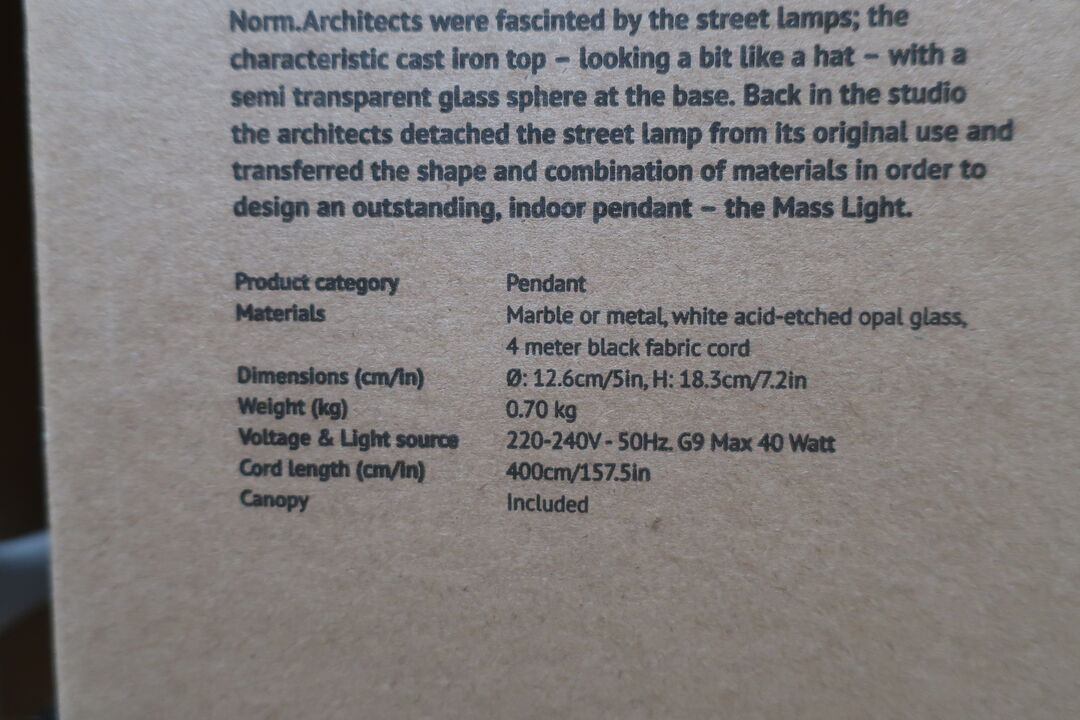 Norm.Architects were fascinted by the street lamps; the
characteristic cast iron top – looking a bit like a hat – with a
semi transparent glass sphere at the base. Back in the studio
the architects detached the street lamp from its original use and
transferred the shape and combination of materials in order to
design an outstanding, indoor pendant – the Mass Light.
Product category Pendant
Materials Marble or metal, white acid-etched opal glass,
4 meter black fabric cord
Dimensions (cm/in) Ø: 12.6cm/5in, H: 18.3cm/7.2in
Weight (kg) 0.70 kg
Voltage & Light source 220-240V - 50Hz. G9 Max 40 Watt
Cord length (cm/in) 400cm/157.5in
Canopy Included